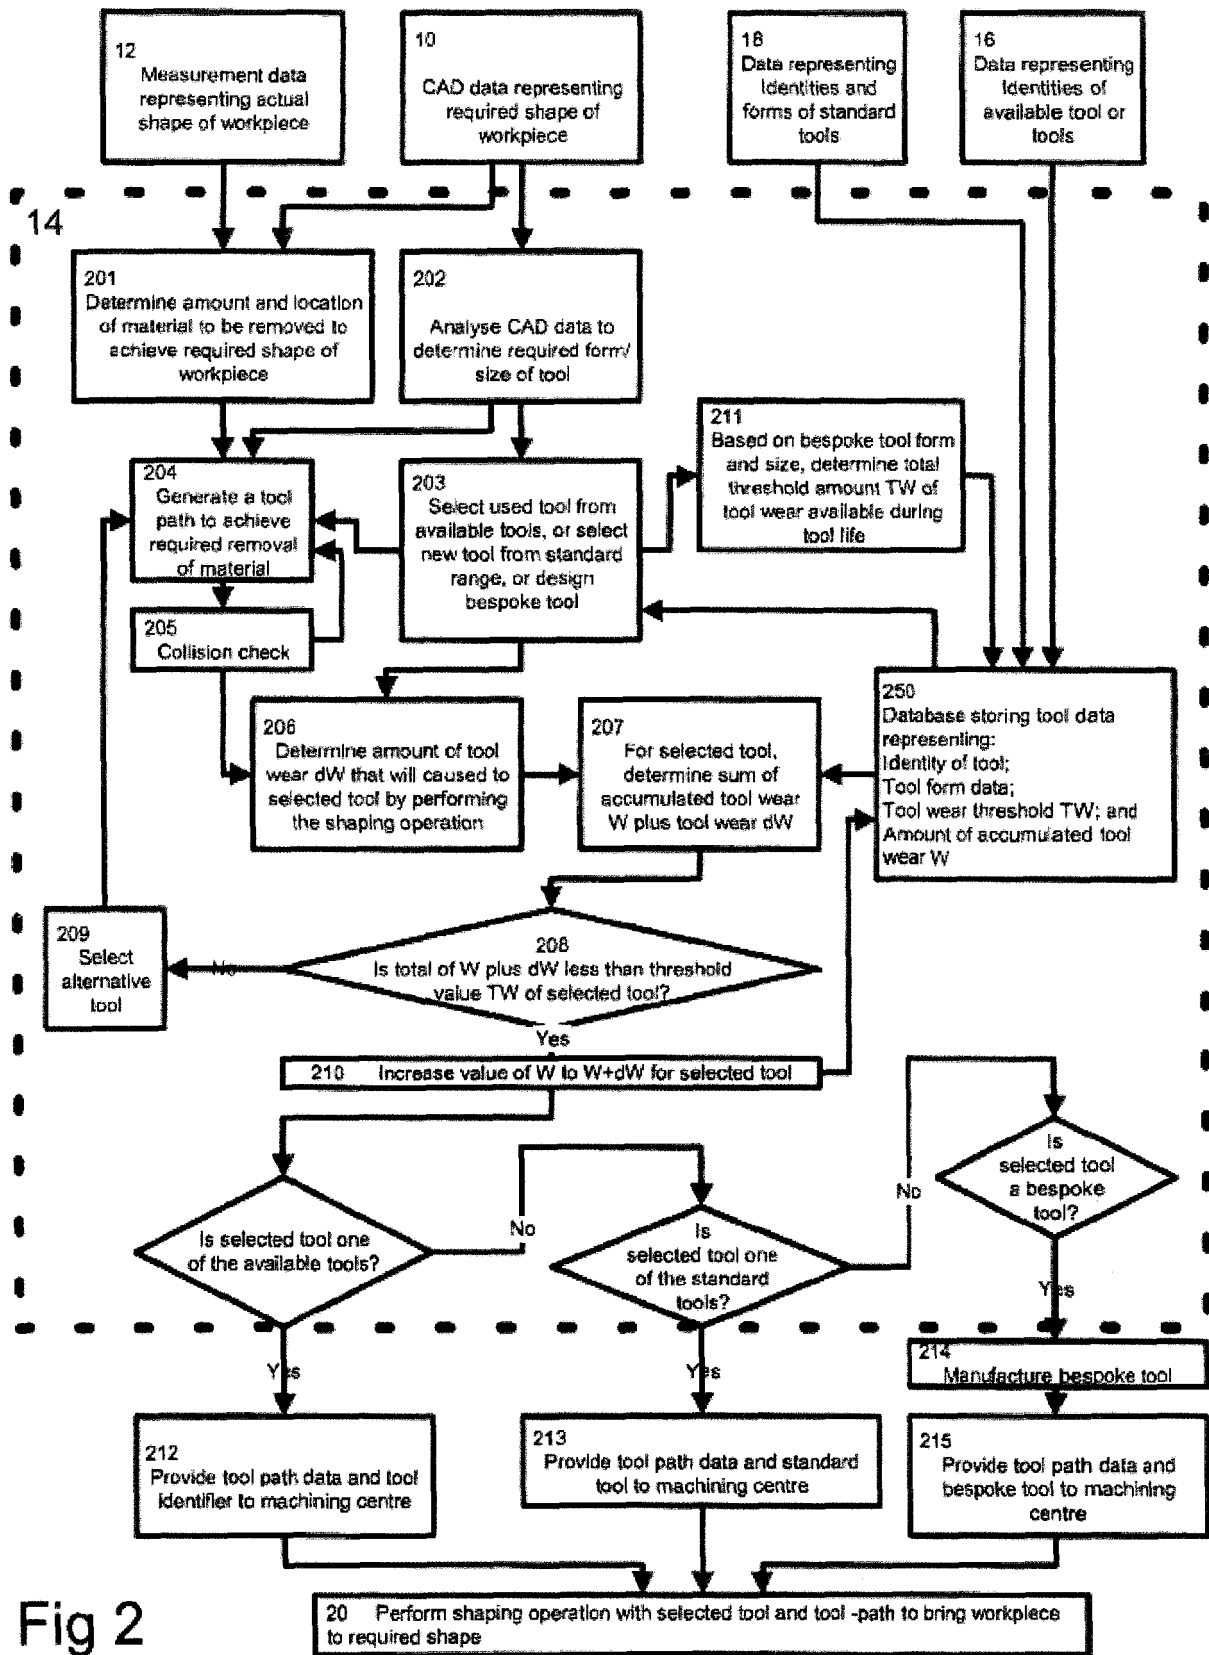 12
Measurement data
representing actual
shape of workpiece
10
CAD data representing
required shape of
workpiece
18
Data representing
Identities and
forms of standard
tools
16
Data representing
Identities of
available tool or
tools
14
201
Determine amount and location
of material to be removed to
achieve required shape of
workpiece
202
Analyse CAD data to
determine required form/
size of tool
204
Generate a tool
path to achieve
required removal
of material
203
Select used tool from
available tools, or select
new tool from standard
range, or design
bespoke tool
211
Based on bespoke tool form
and size, determine total
threshold amount TW of
tool wear available during
tool life
205
Collision check
206
Determine amount of tool
wear dW that will caused to
selected tool by performing
the shaping operation
207
For selected tool,
determine sum of
accumulated tool wear
W plus tool wear dW
250
Database storing tool data
representing:
Identity of tool;
Tool form data;
Tool wear threshold TW; and
Amount of accumulated tool
wear W
209
Select
alternative
tool
No
208
Is total of W plus dW less than threshold
value TW of selected tool?
Yes
210 Increase value of W to W+dW for selected tool
Is selected tool one
of the available tools?
No
Is
selected tool one
of the standard
tools?
No
Is
selected tool
a bespoke
tool?
Yes
Yes
Yes
214
Manufacture bespoke tool
212
Provide tool path data and tool
identifier to machining centre
213
Provide tool path data and standard
tool to machining centre
215
Provide tool path data and
bespoke tool to machining
centre
20 Perform shaping operation with selected tool and tool -path to bring workpiece
to required shape
Fig 2